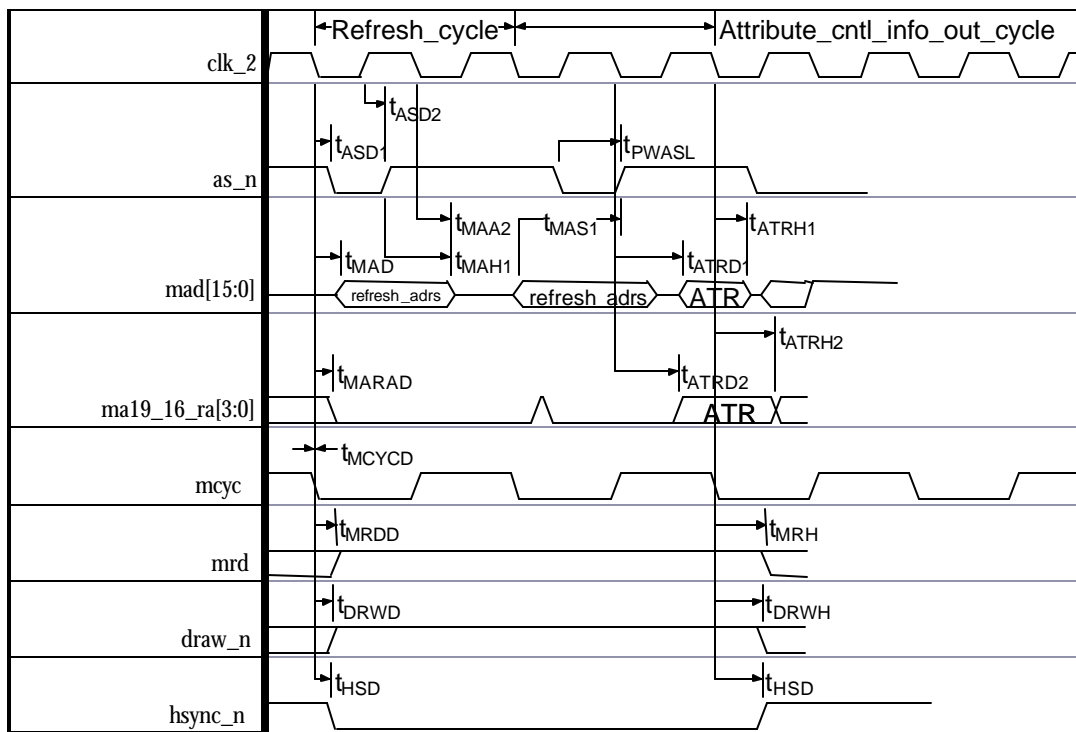 Refresh_cycle Attribute_cntl_info_out_cycle
clk_2
tASD2
tASD1 tPWASL
as_n
tMAA2 tMAS1 tATRH1
tMAD tMAH1 tATRD1
mad[15:0] refresh_adrs refresh_adrs ATR
tATRH2
tMARAD tATRD2
ma19_16_ra[3:0] ATR
tMCYCD
mcyc
tMRDD tMRH
mrd
tDRWD tDRWH
draw_n
tHSD tHSD
hsync_n